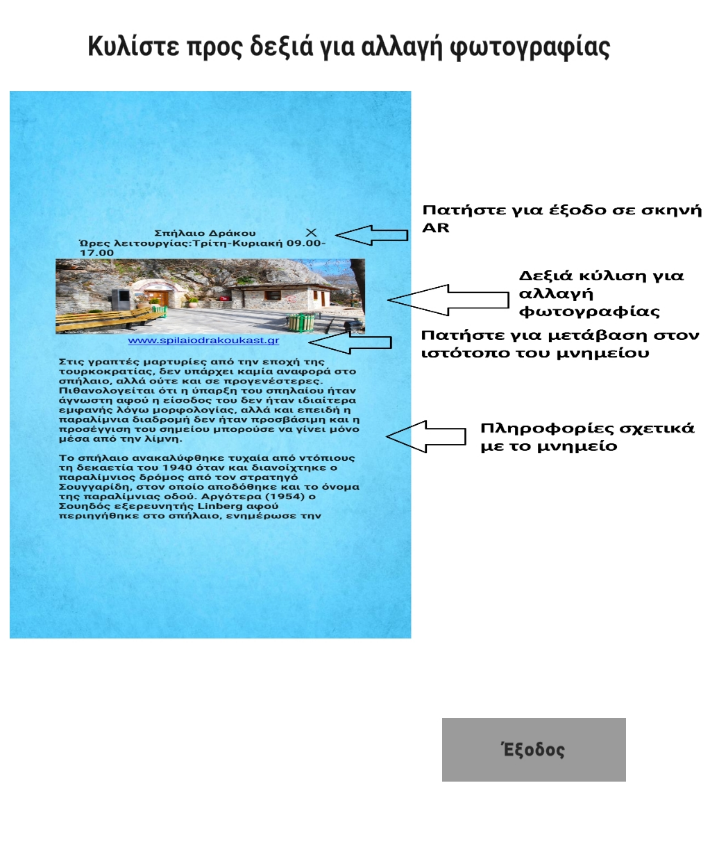 Κυλίστε προς δεξιά για αλλαγή φωτογραφίας
Σπήλαιο Δράκου
Ώρες λειτουργίας:Τρίτη-Κυριακή 09.00-
17.00
www.spilaiodrakoukast.gr
Στις γραπτές μαρτυρίες από την εποχή της
τουρκοκρατίας, δεν υπάρχει καμία αναφορά στο
σπήλαιο, αλλά ούτε και σε προγενέστερες.
Πιθανολογείται ότι η ύπαρξη του σπηλαίου ήταν
άγνωστη αφού η είσοδος του δεν ήταν ιδιαίτερα
εμφανής λόγω μορφολογίας, αλλά και επειδή η
παραλίμνια διαδρομή δεν ήταν προσβάσιμη και η
προσέγγιση του σημείου μπορούσε να γίνει μόνο
μέσα από την λίμνη.
Το σπήλαιο ανακαλύφθηκε τυχαία από ντόπιους
τη δεκαετία του 1940 όταν και διανοίχτηκε ο
παραλίμνιος δρόμος από τον στρατηγό
Σουγγαρίδη, στον οποίο αποδόθηκε και το όνομα
της παραλίμνιας οδού. Αργότερα (1954) ο
Σουηδός εξερευνητής Linberg αφού
περιηγήθηκε στο σπήλαιο, ενημέρωσε την
Πατήστε για έξοδο σε σκηνή
AR
Δεξιά κύλιση για
αλλαγή
φωτογραφίας
Πατήστε για μετάβαση στον
ιστότοπο του μνημείου
Πληροφορίες σχετικά
με το μνημείο
Έξοδος